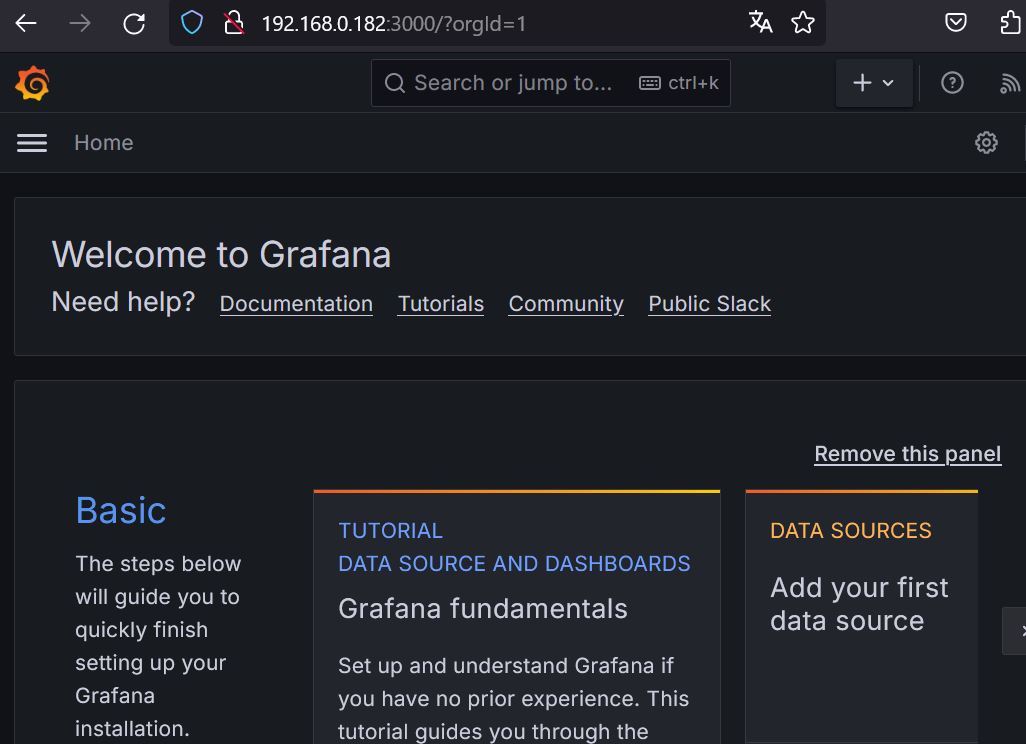 192.168.0.182:3000/?orgId=1
Search or jump to... ctrl+k
Home
Welcome to Grafana
Need help? Documentation Tutorials Community Public Slack
Remove this panel
Basic
The steps below
will guide you to
quickly finish
setting up your
Grafana
installation.
TUTORIAL
DATA SOURCE AND DASHBOARDS
Grafana fundamentals
Set up and understand Grafana if
you have no prior experience. This
tutorial guides you through the
DATA SOURCES
Add your first
data source